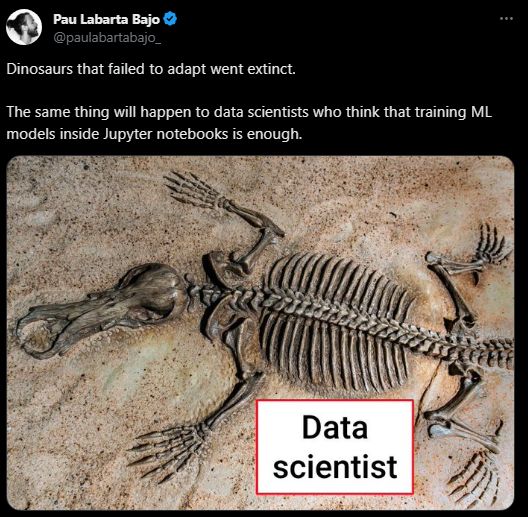 Pau Labarta Bajo
@paulabartabajo_
Dinosaurs that failed to adapt went extinct.
The same thing will happen to data scientists who think that training ML
models inside Jupyter notebooks is enough.
Data
scientist